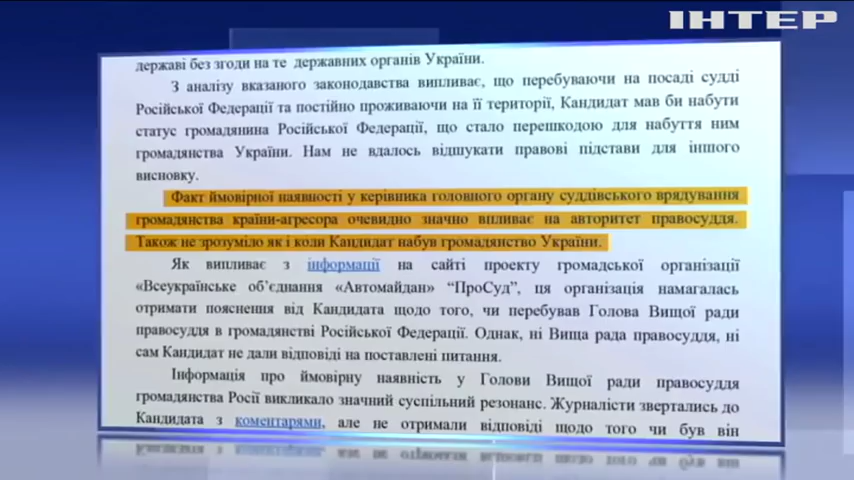 ІНТЕР
державі без згоди на те державних органів України.
З аналізу вказаного законодавства випливає, що перебуваючи на посаді судді
Російської Федерації та постійно проживаючи на її території, Кандидат мав би набути
статус громадянина Російської Федерації, що стало перешкодою для набуття ним
громадянства України. Нам не вдалось відшукати правові підстави для іншого
висновку.
Факт ймовірної наявності у керівника головного органу суддівського врядування
громадянства країни-агресора очевидно значно впливає на авторитет правосуддя.
Також не зрозуміло як і коли Кандидат набув громадянство України.
Як випливає з інформації на сайті проекту громадської організації
«Всеукраїнське об’єднання «Автомайдан» “ПроСуд”, ця організація намагалась
отримати пояснення від Кандидата щодо того, чи перебував Голова Вищої ради
правосуддя в громадянстві Російської Федерації. Однак, ні Вища рада правосуддя, ні
сам Кандидат не дали відповіді на поставлені питання.
Інформація про ймовірну наявність у Голови Вищої ради правосуддя
громадянства Росії викликало значний суспільний резонанс. Журналісти звертались до
Кандидата з коментарями, але не отримали відповіді щодо того чи був він